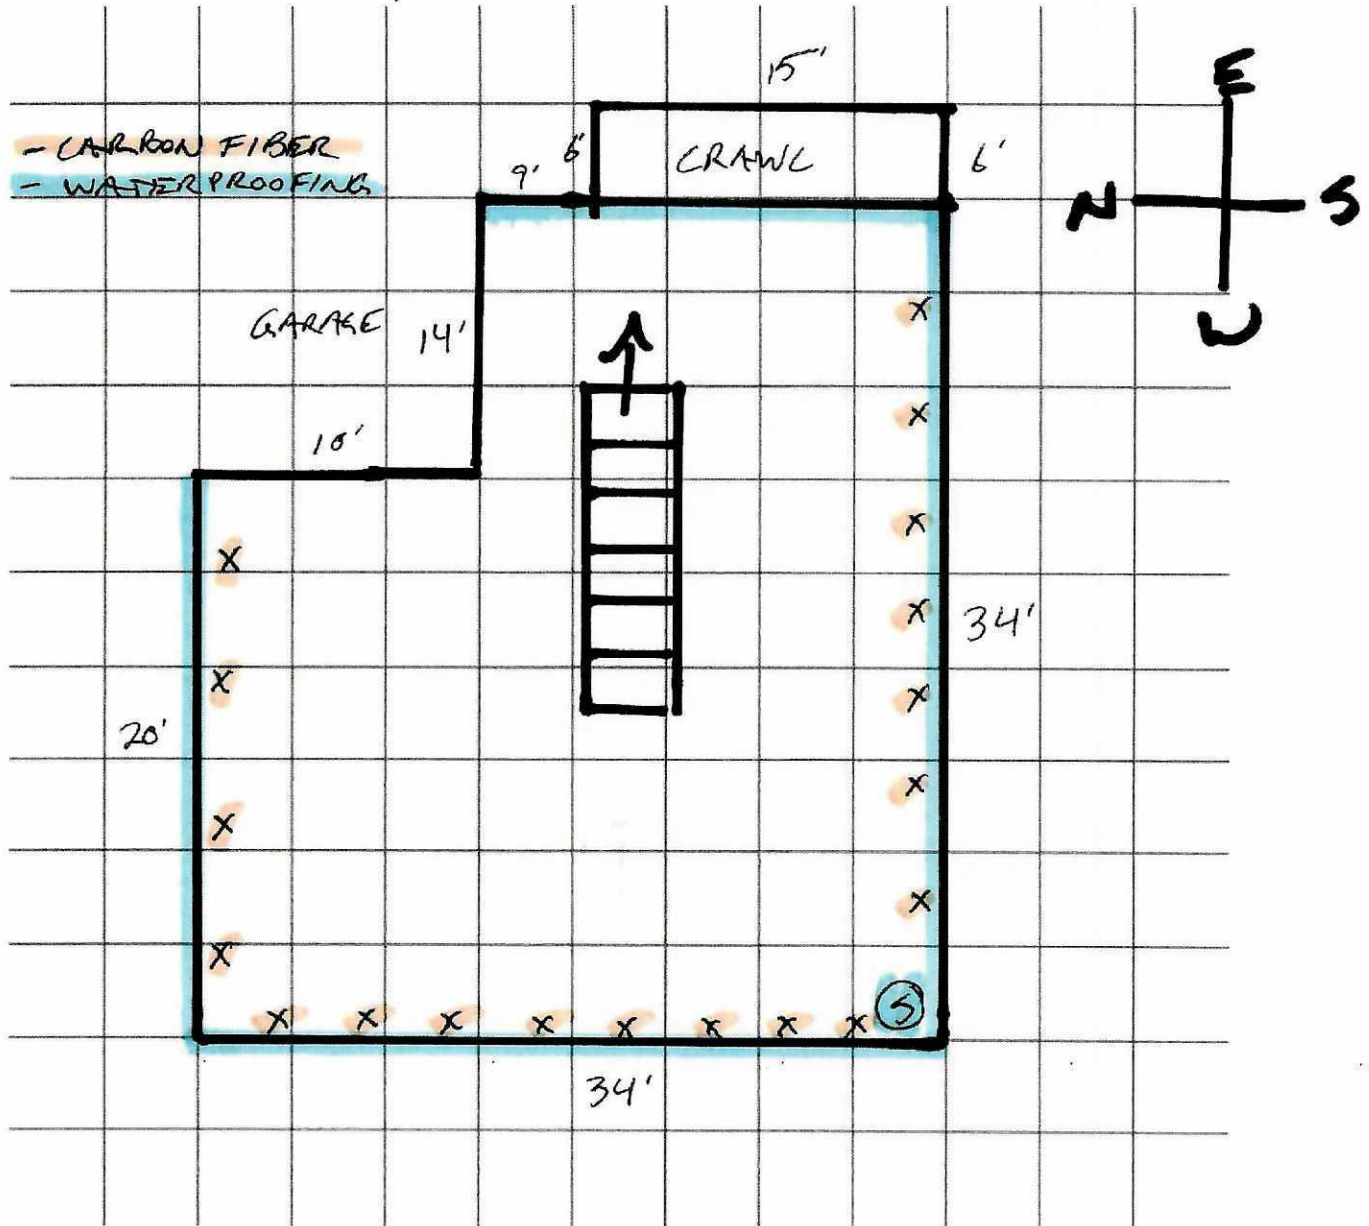 15'
- CARBON FIBER
- WATERPROOFING
9'
6'
CRAWL
6'
E
N
S
W
GARAGE
14'
10'
X
X
X
X
X
X
X
X
X
X
X
34'
20'
X X X X X X X X
S
34'